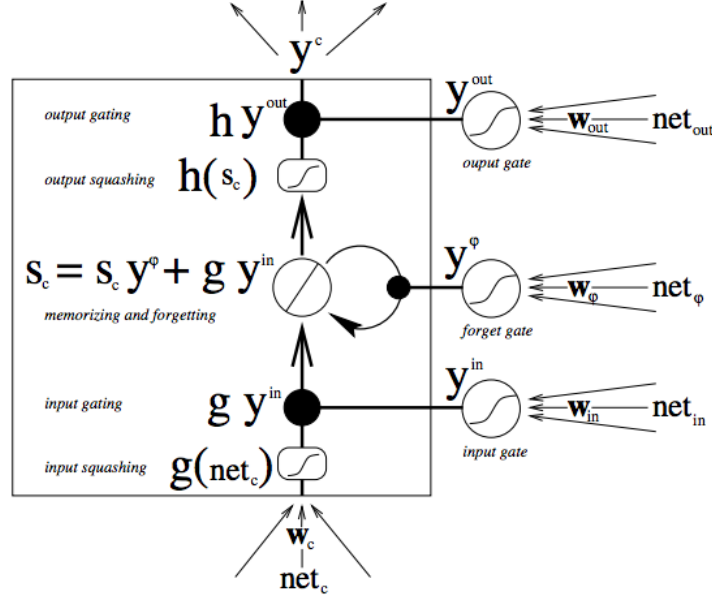 y^c
output gating
h y^out
y^out
w_out
net_out
ouput gate
output squashing
h(s_c)
s_c = s_c y^φ + g y^in
memorizing and forgetting
y^φ
w_φ
net_φ
forget gate
input gating
g y^in
y^in
w_in
net_in
input gate
input squashing
g(net_c)
w_c
net_c